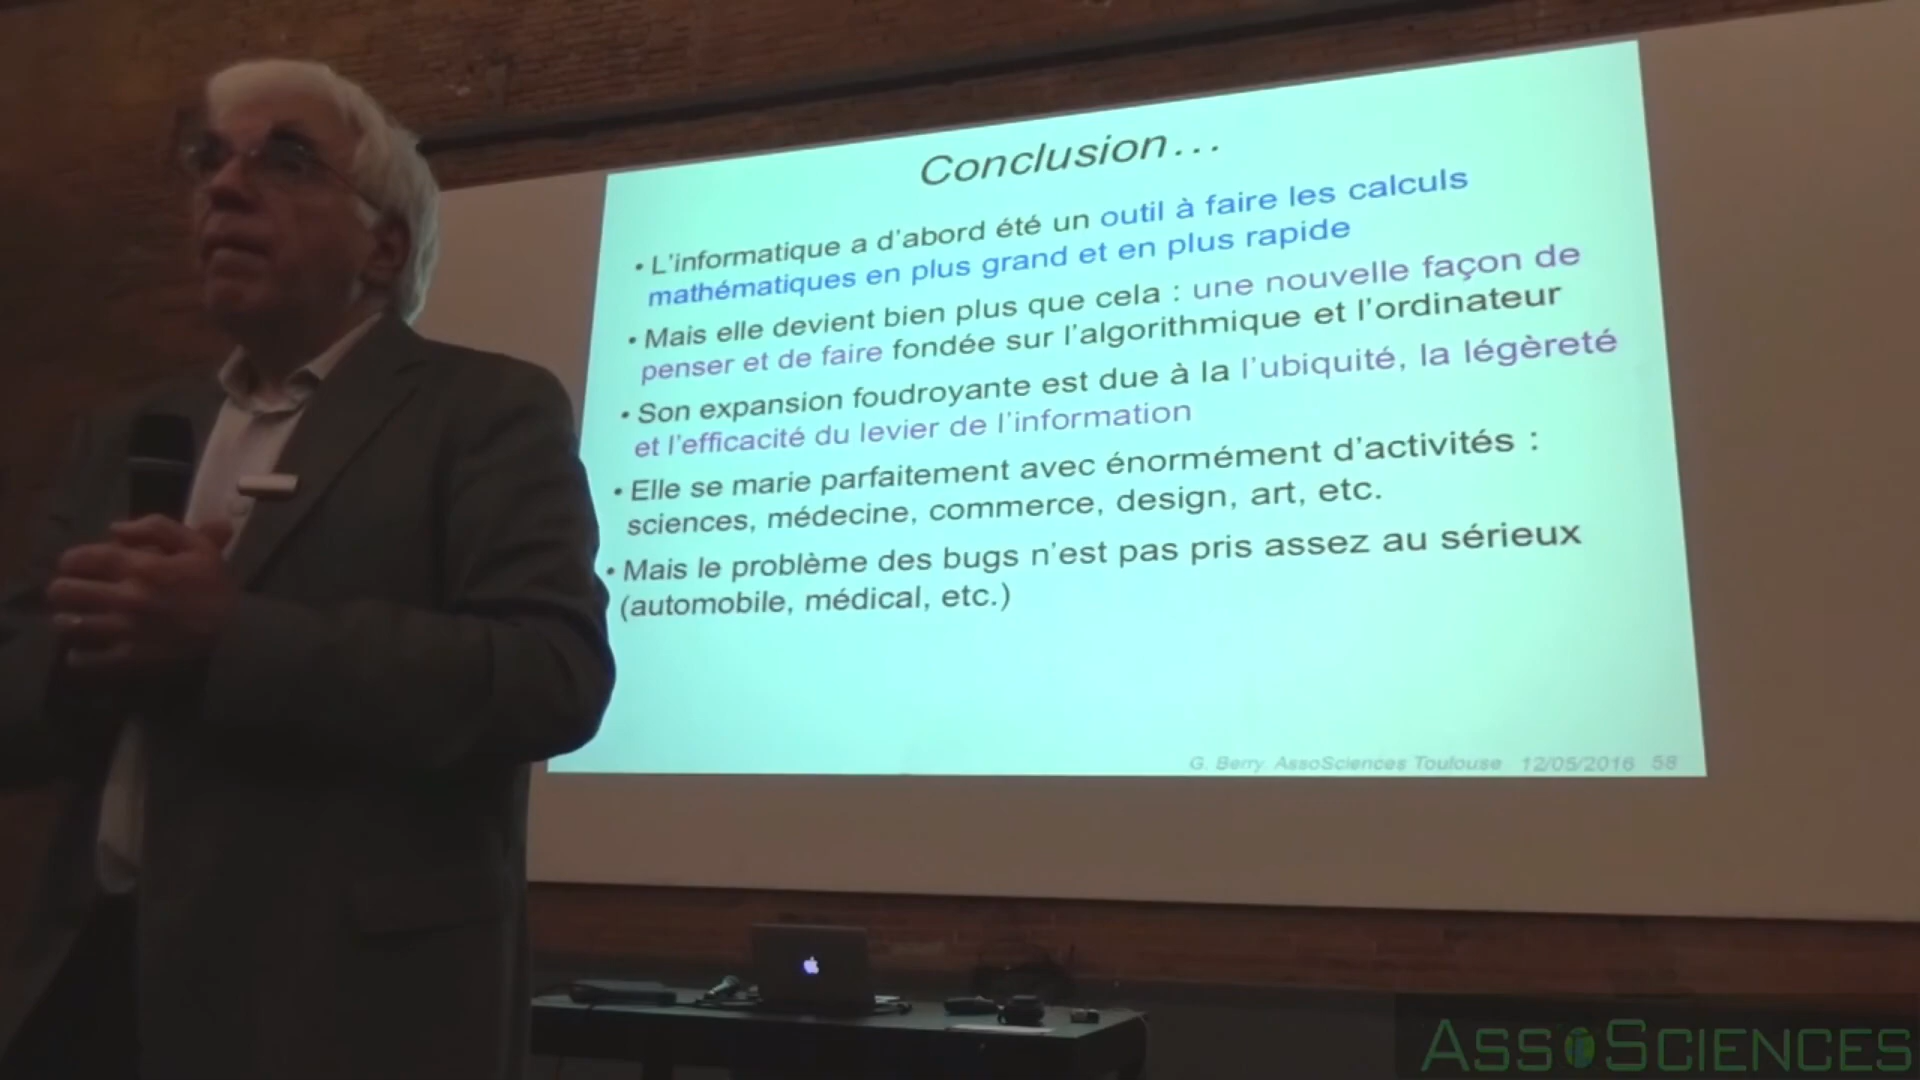 Conclusion...
• L'informatique a d'abord été un outil à faire les calculs
mathématiques en plus grand et en plus rapide
• Mais elle devient bien plus que cela : une nouvelle façon de
penser et de faire fondée sur l'algorithmique et l'ordinateur
• Son expansion foudroyante est due à la l'ubiquité, la légèreté
et l'efficacité du levier de l'information
• Elle se marie parfaitement avec énormément d'activités :
sciences, médecine, commerce, design, art, etc.
• Mais le problème des bugs n'est pas pris assez au sérieux
(automobile, médical, etc.)
G. Berry AssoSciences Toulouse 12/05/2016 58
ASSOSCIENCES